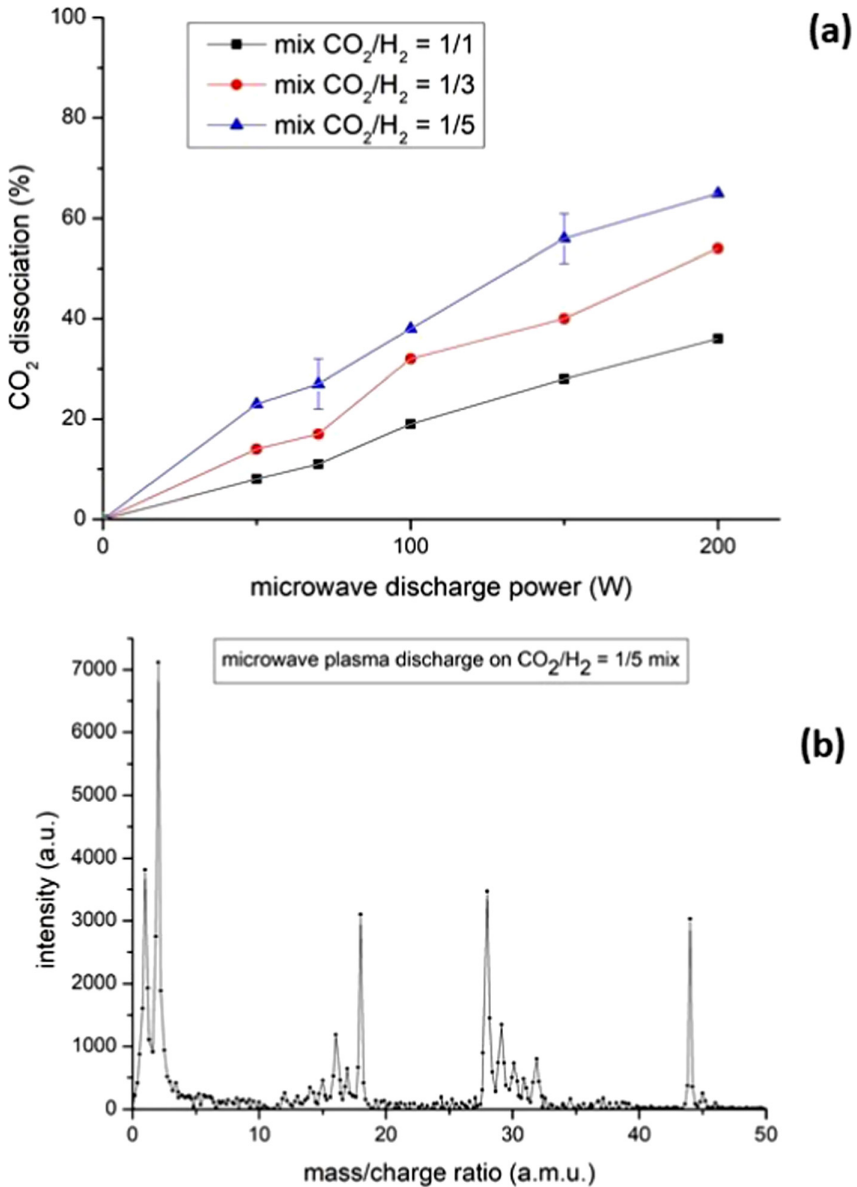 (a)
100
80
60
40
20
0
mix CO₂/H₂ = 1/1
mix CO₂/H₂ = 1/3
mix CO₂/H₂ = 1/5
CO₂ dissociation (%)
0 100 200
microwave discharge power (W)
(b)
microwave plasma discharge on CO₂/H₂ = 1/5 mix
7000
6000
5000
4000
3000
2000
1000
0
intensity (a.u.)
0 10 20 30 40 50
mass/charge ratio (a.m.u.)